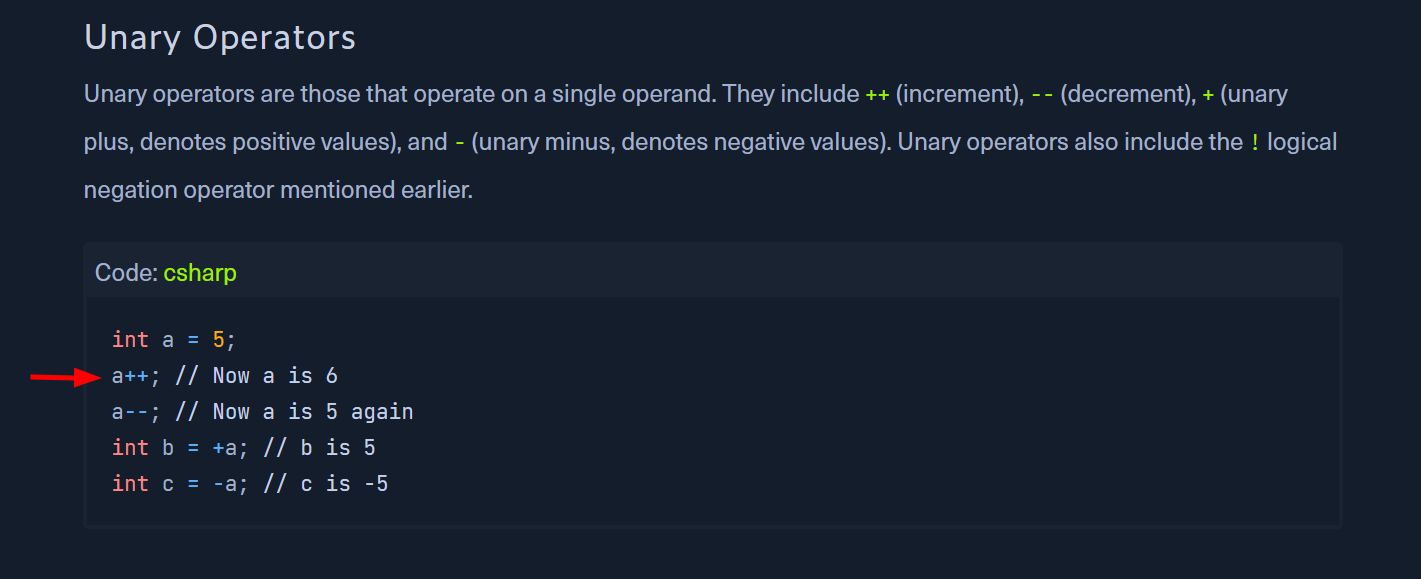 Unary Operators
Unary operators are those that operate on a single operand. They include ++ (increment), -- (decrement), + (unary
plus, denotes positive values), and - (unary minus, denotes negative values). Unary operators also include the ! logical
negation operator mentioned earlier.
Code: csharp
int a = 5;
a++; // Now a is 6
a--; // Now a is 5 again
int b = +a; // b is 5
int c = -a; // c is -5